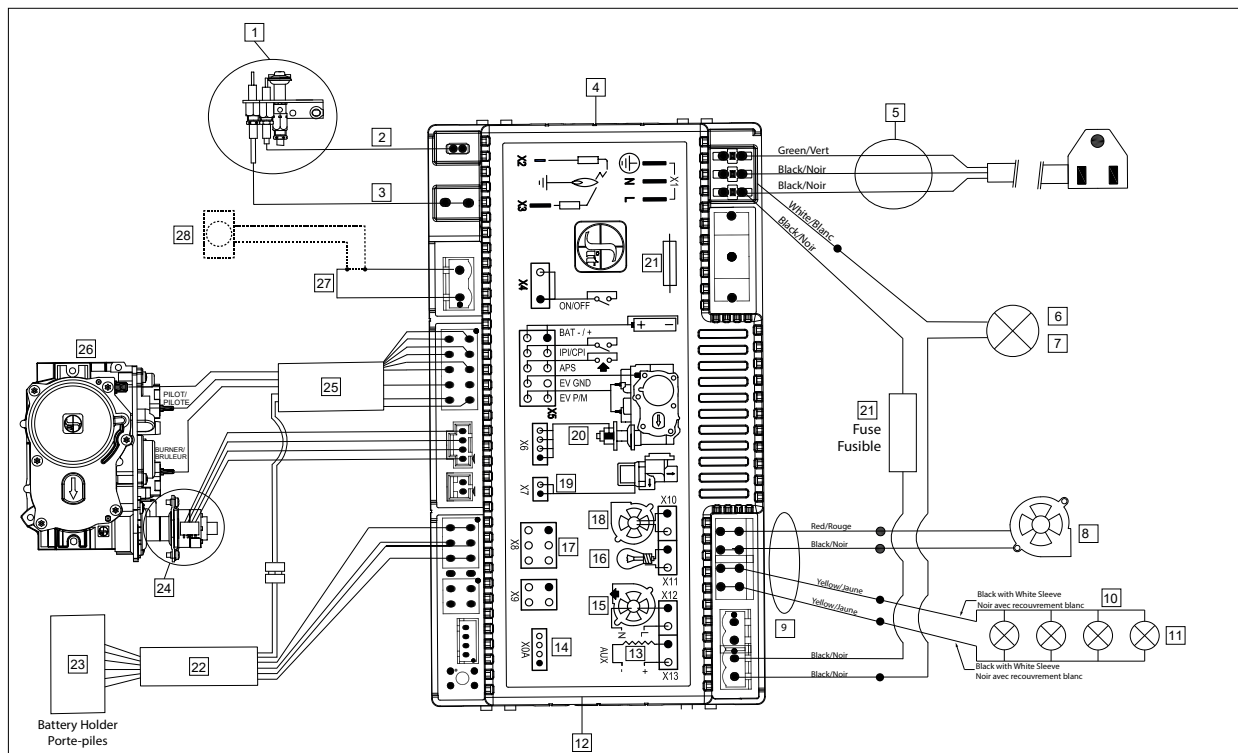 1
4
2
5
Green/Vert
Black/Noir
Black/Noir
3
X2
X3
N
L
X1
White/Blanc
Black/Noir
28
27
21
X4
ON/OFF
6
7
26
25
PILOT/
PILOTE
BURNER/
BRULEUR
BAT - / +
+ −
IPI/CPI
APS
EV GND
EV P/M
X5
20
X6
19
X7
21
Fuse
Fusible
X10
18
17
X8
16
X11
Red/Rouge
Black/Noir
8
24
X9
X12
15
N
L
Yellow/Jaune
Yellow/Jaune
Black with White Sleeve
Noir avec recouvrement blanc
10
11
9
23
22
X0A
14
AUX
13
- +
X13
Black/Noir
Black/Noir
Black with White Sleeve
Noir avec recouvrement blanc
Battery Holder
Porte-piles
12